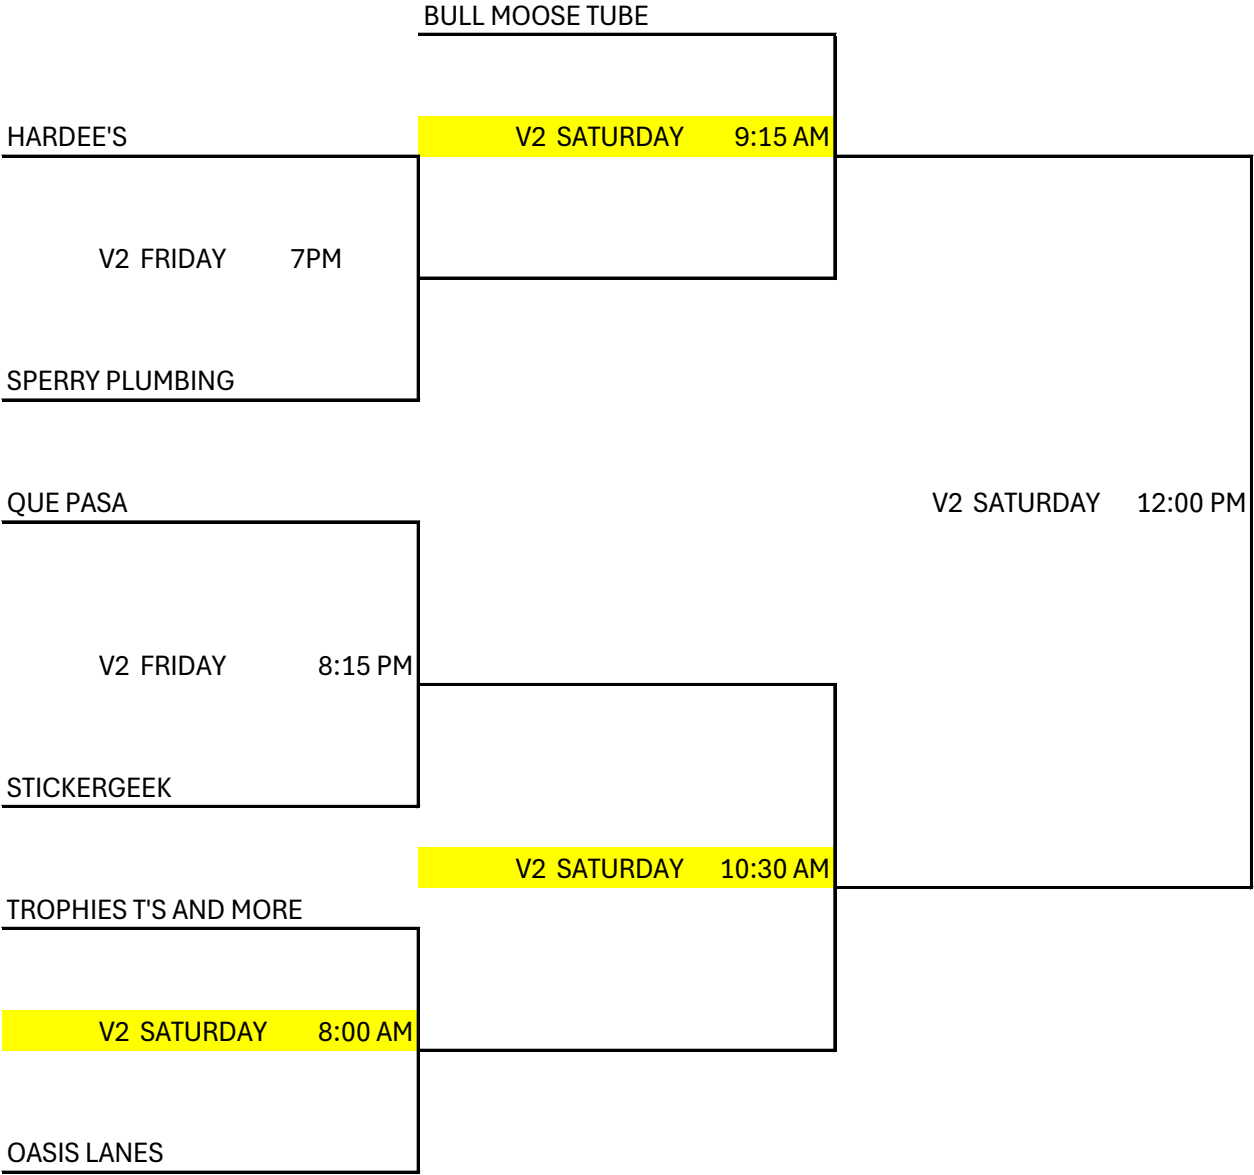 BULL MOOSE TUBE
HARDEE'S
V2 SATURDAY 9:15 AM
V2 FRIDAY 7PM
SPERRY PLUMBING
QUE PASA
V2 SATURDAY 12:00 PM
V2 FRIDAY 8:15 PM
STICKERGEEK
V2 SATURDAY 10:30 AM
TROPHIES T'S AND MORE
V2 SATURDAY 8:00 AM
OASIS LANES